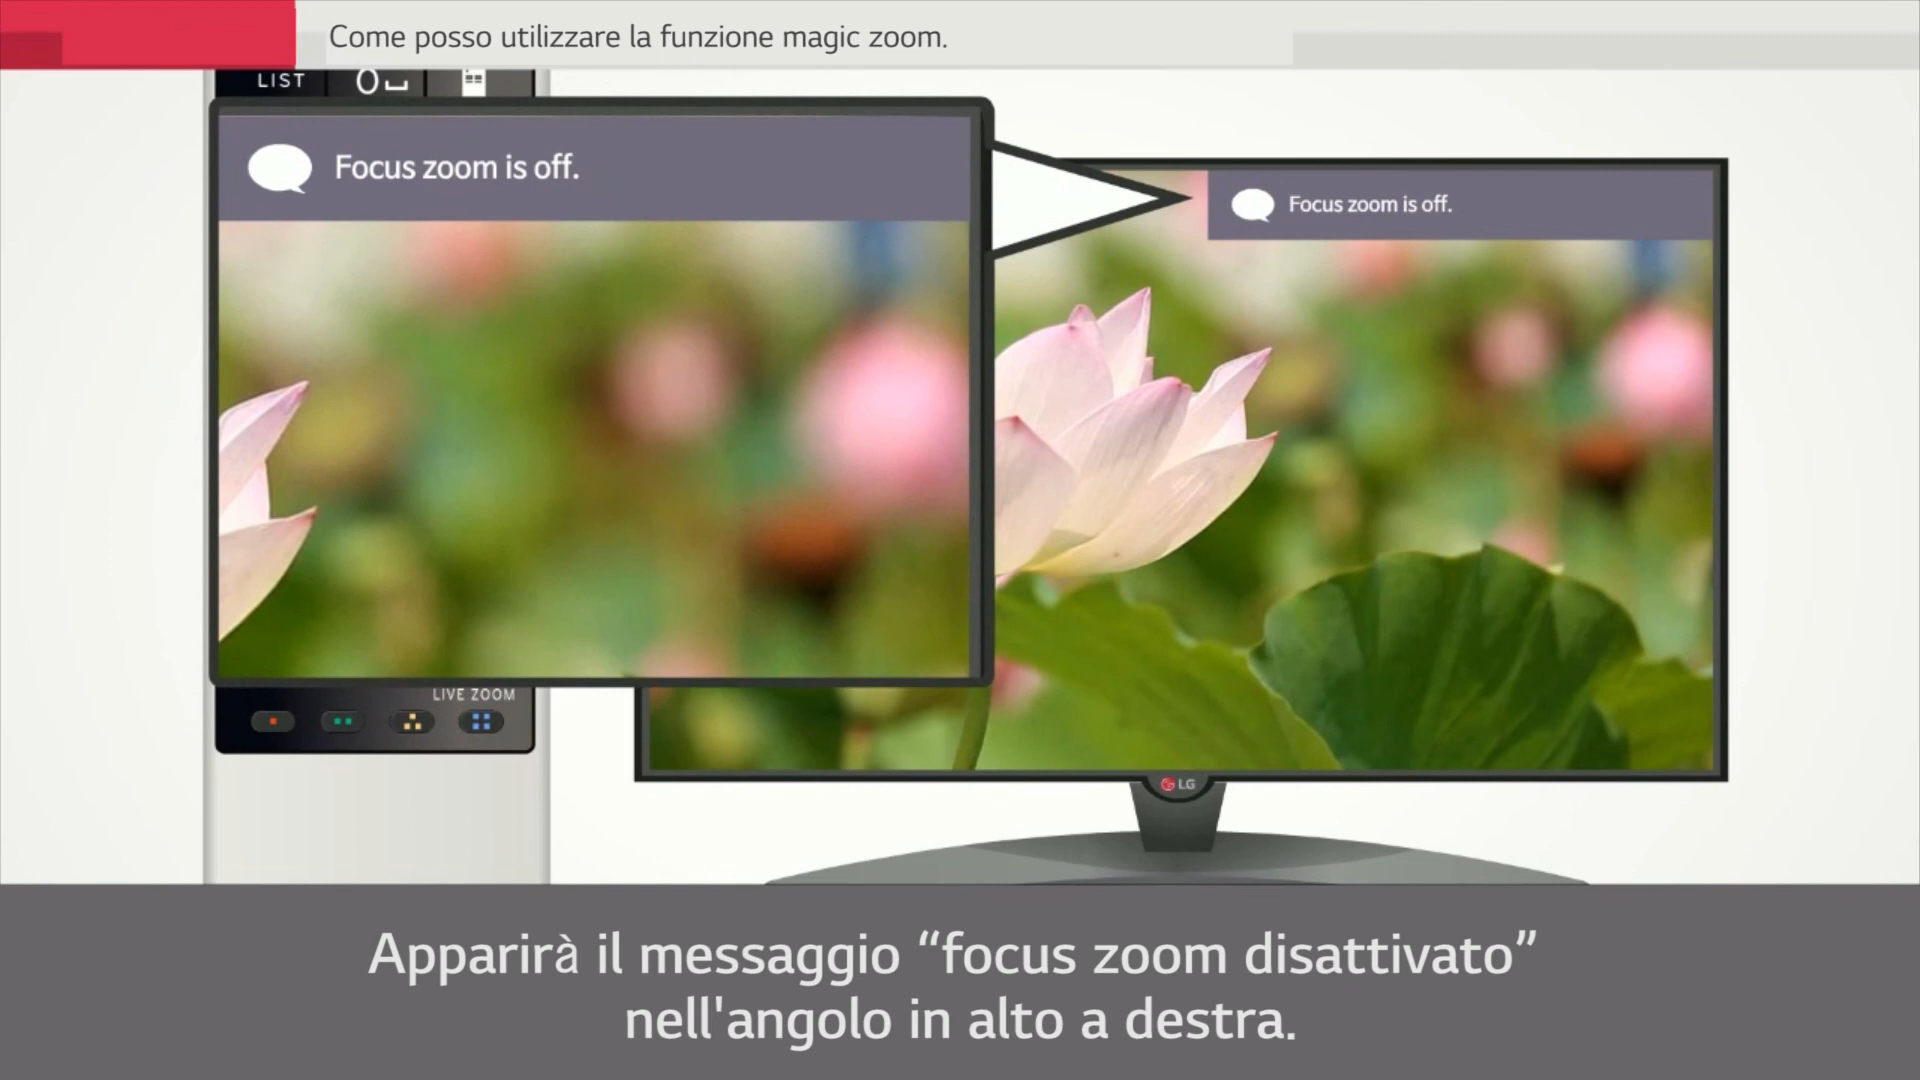 Come posso utilizzare la funzione magic zoom.
LIST
0
Focus zoom is off.
Focus zoom is off.
LIVE ZOOM
LG
Apparirà il messaggio “focus zoom disattivato”
nell'angolo in alto a destra.